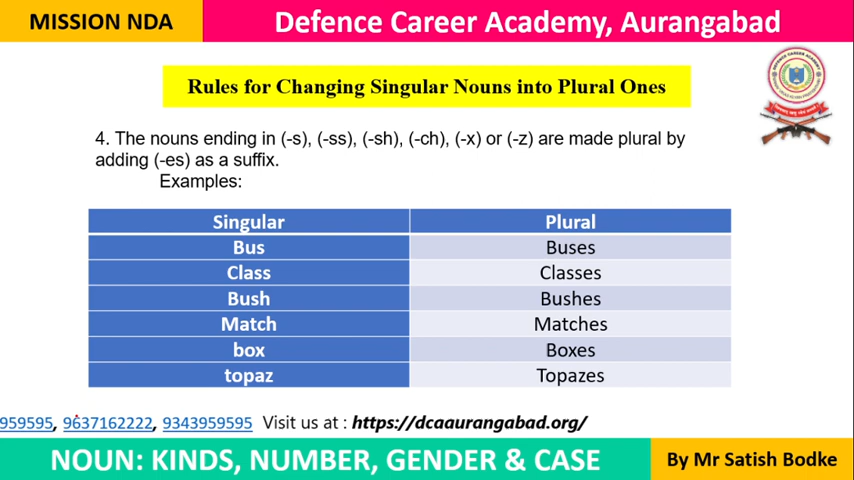 MISSION NDA
Defence Career Academy, Aurangabad
Rules for Changing Singular Nouns into Plural Ones
4. The nouns ending in (-s), (-ss), (-sh), (-ch), (-x) or (-z) are made plural by
adding (-es) as a suffix.
Examples:
Singular Plural
Bus Buses
Class Classes
Bush Bushes
Match Matches
box Boxes
topaz Topazes
959595, 9637162222, 9343959595 Visit us at : https://dcaaurangabad.org/
NOUN: KINDS, NUMBER, GENDER & CASE
By Mr Satish Bodke